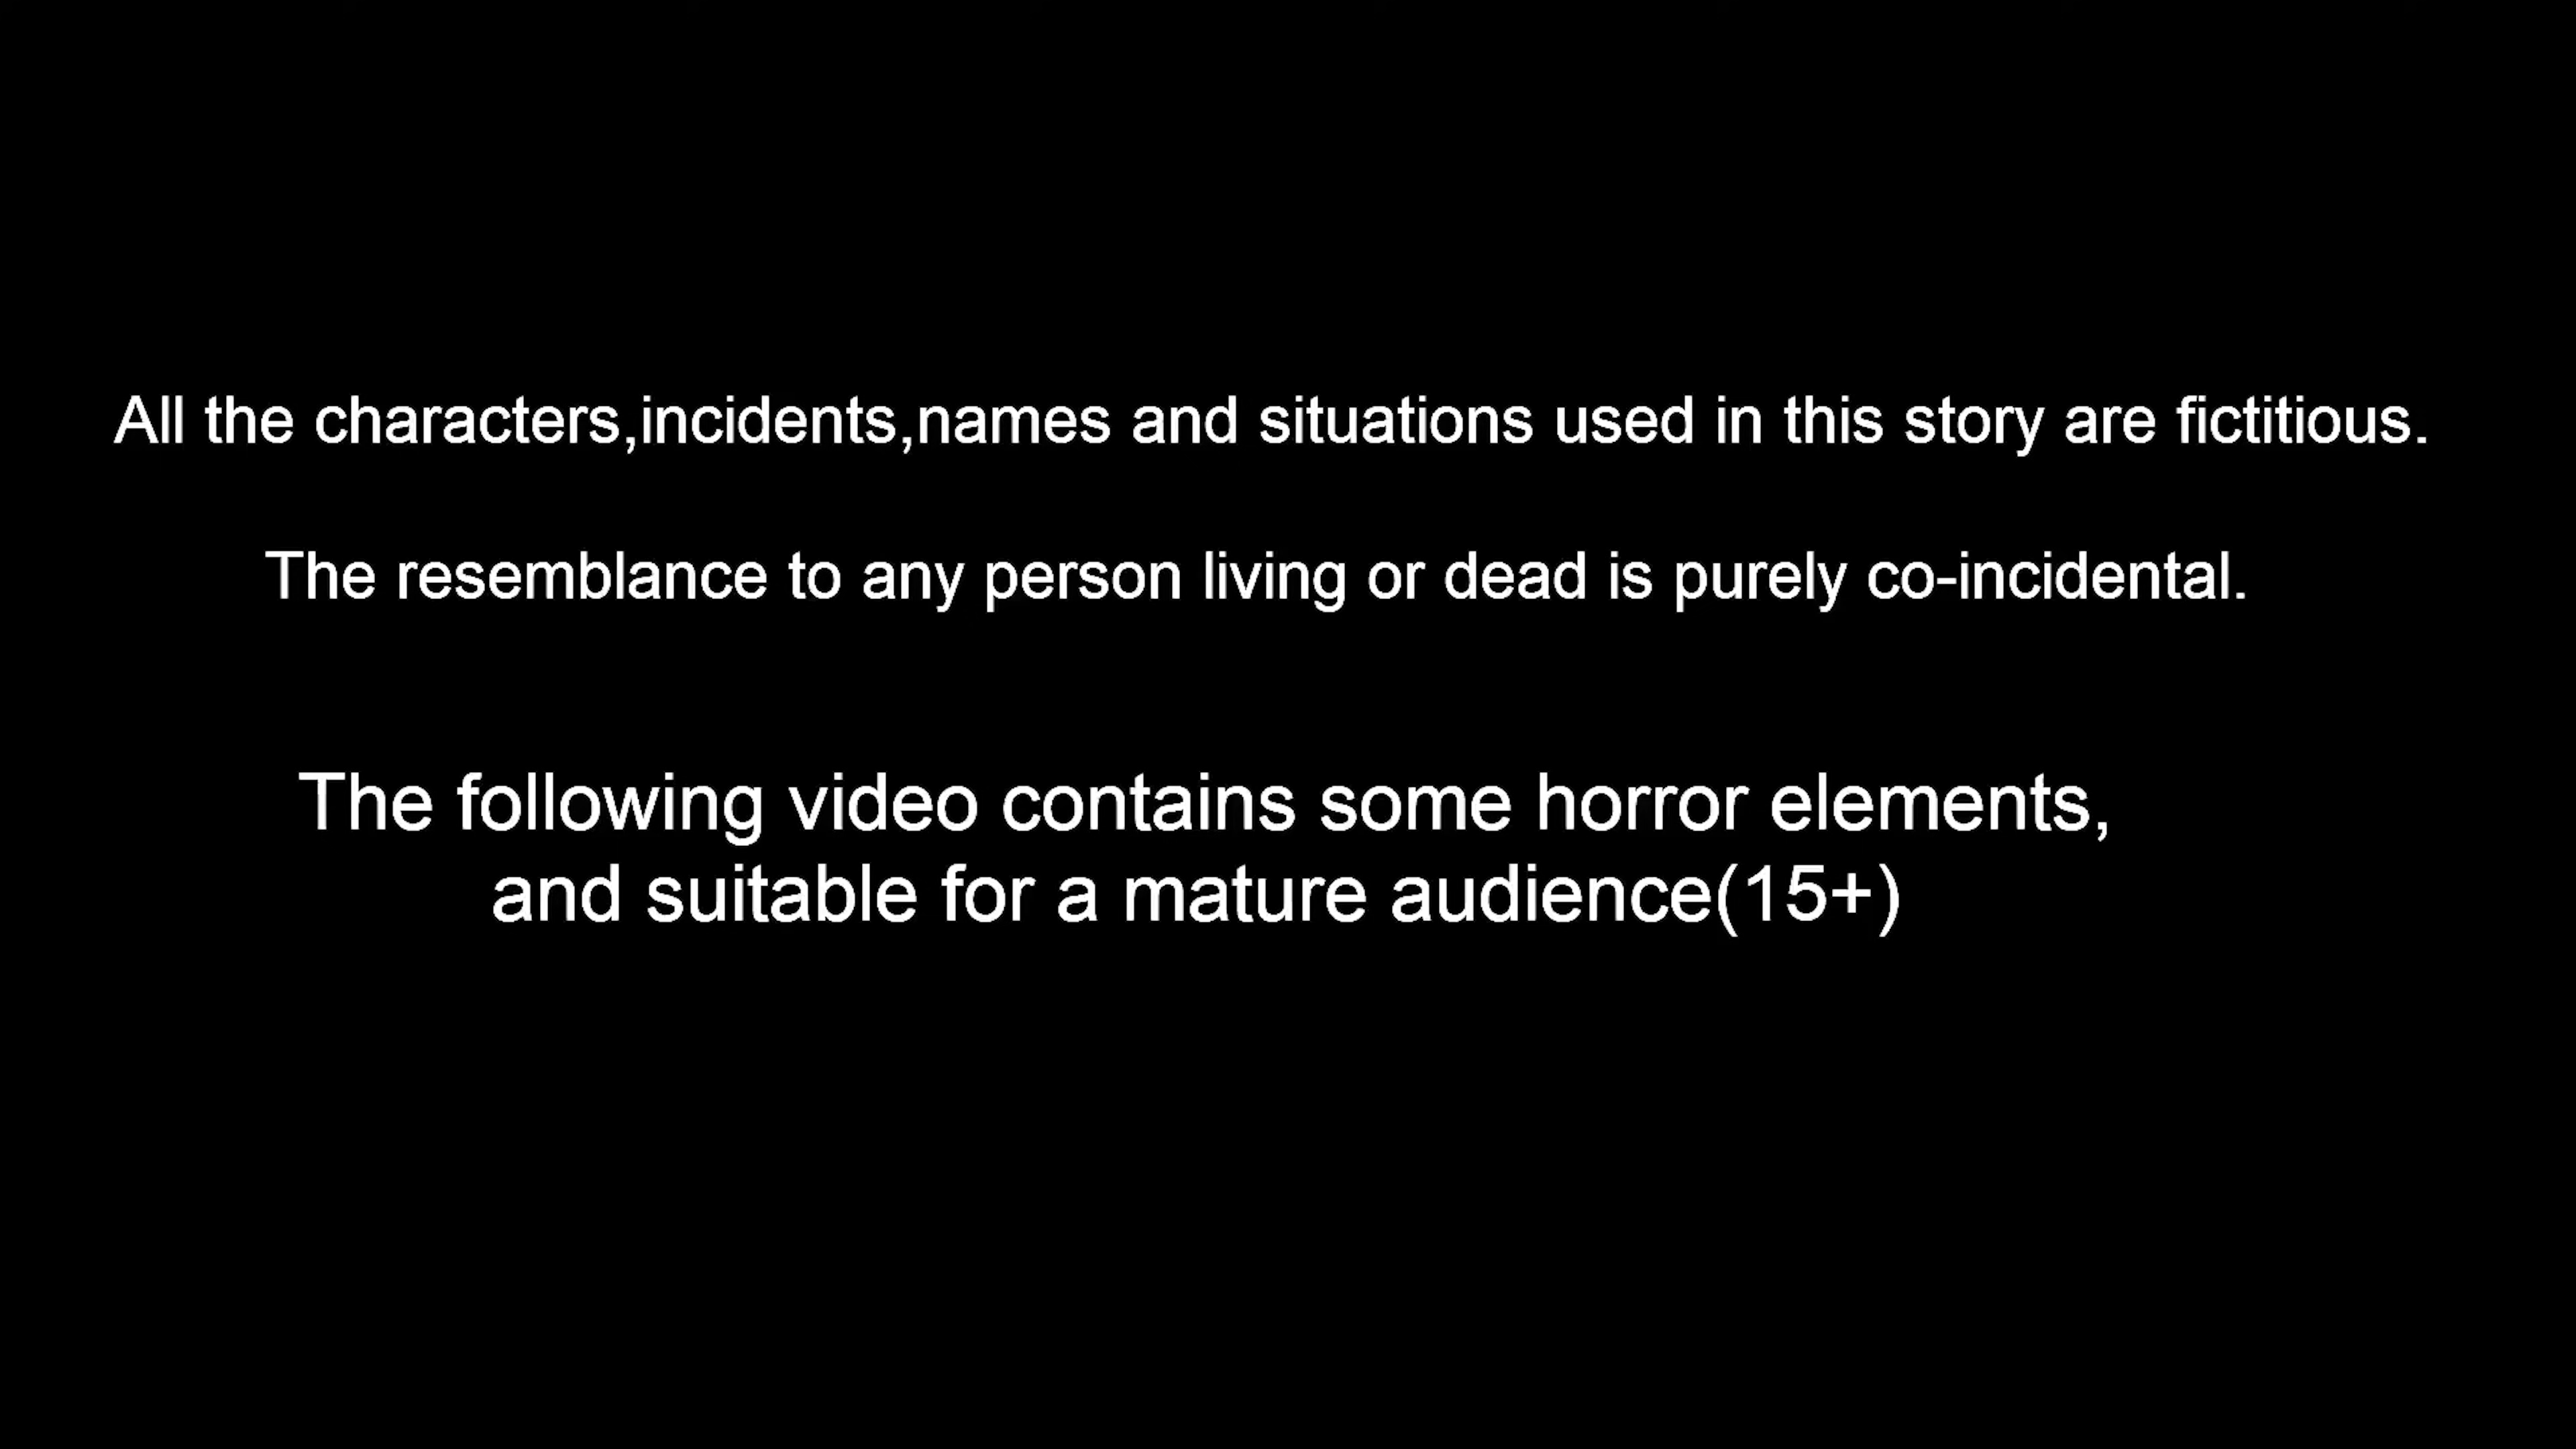 All the characters,incidents,names and situations used in this story are fictitious.
The resemblance to any person living or dead is purely co-incidental.
The following video contains some horror elements,
and suitable for a mature audience(15+)